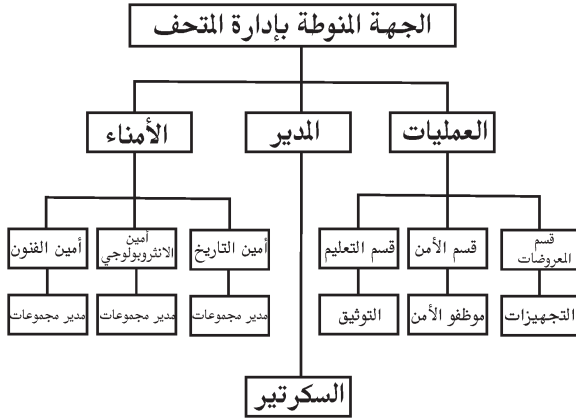 الجهة المنوطة بإدارة المتحف
العمليات
المدير
الأمناء
قسم
المعروضات
قسم الأمن
قسم التعليم
أمين التاريخ
أمين
الانثروبولوجي
أمين الفنون
التجهيزات
موظفو الأمن
التوثيق
مدير مجموعات
مدير مجموعات
مدير مجموعات
السكرتير